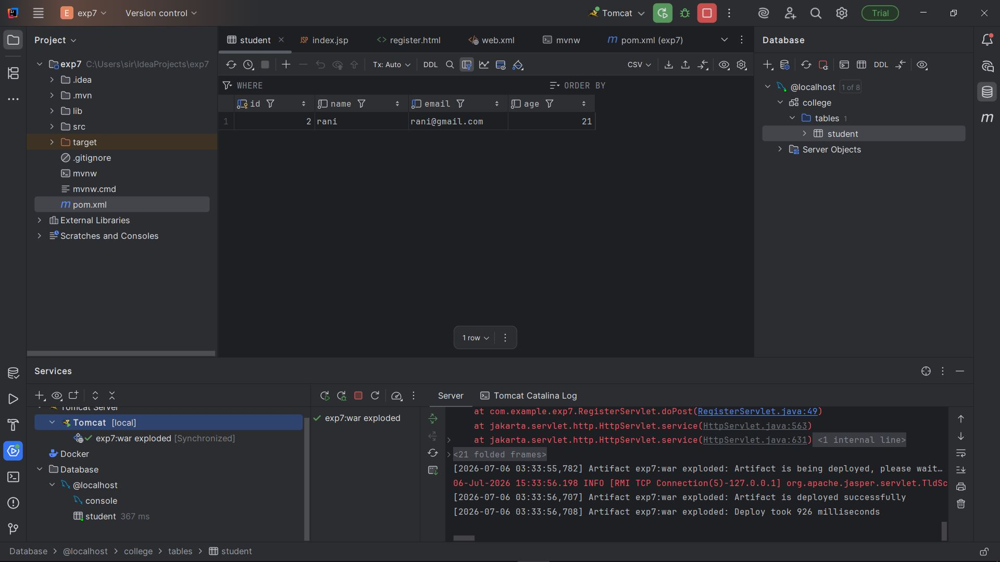 E exp7
Version control
Tomcat
Trial
Project
student
JSP index.jsp
<> register.html
web.xml
mvnw
m pom.xml (exp7)
Database
exp7 C:\Users\sir\IdeaProjects\exp7
.idea
.mvn
lib
src
target
.gitignore
mvnw
mvnw.cmd
m pom.xml
External Libraries
Scratches and Consoles
Tx: Auto
DDL
CSV
WHERE
ORDER BY
id name email age
1 2 rani rani@gmail.com 21
1 row
DDL
@localhost 1 of 8
college
tables 1
student
Server Objects
m
Services
Tomcat Server
Tomcat [local]
exp7:war exploded [Synchronized]
Docker
Database
@localhost
console
student 367 ms
exp7:war exploded
Server
Tomcat Catalina Log
at com.example.exp7.RegisterServlet.doPost(RegisterServlet.java:49)
at jakarta.servlet.http.HttpServlet.service(HttpServlet.java:563)
at jakarta.servlet.http.HttpServlet.service(HttpServlet.java:631) <1 internal line>
<21 folded frames>
[2026-07-06 03:33:55,782] Artifact exp7:war exploded: Artifact is being deployed, please wait…
06-Jul-2026 15:33:56.198 INFO [RMI TCP Connection(5)-127.0.0.1] org.apache.jasper.servlet.TldSc
[2026-07-06 03:33:56,707] Artifact exp7:war exploded: Artifact is deployed successfully
[2026-07-06 03:33:56,708] Artifact exp7:war exploded: Deploy took 926 milliseconds
Database > @localhost > college > tables > student